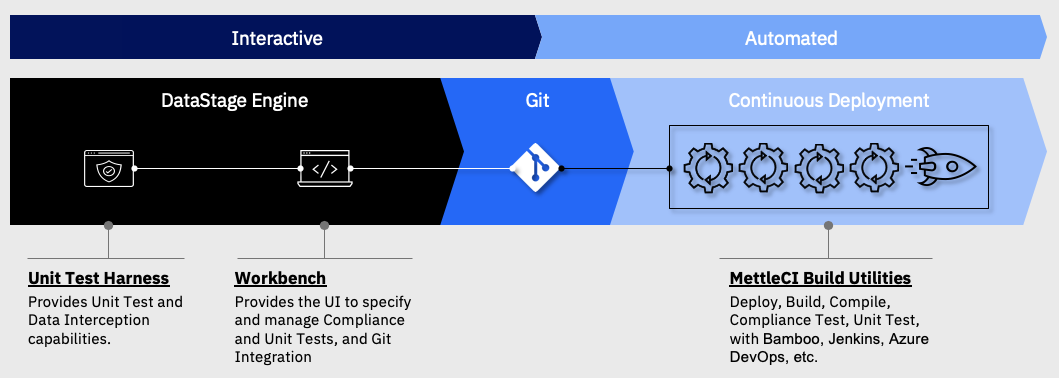 Interactive
Automated
DataStage Engine
Git
Continuous Deployment
</>
Unit Test Harness
Provides Unit Test and
Data Interception
capabilities.
Workbench
Provides the UI to specify
and manage Compliance
and Unit Tests, and Git
Integration
MettleCI Build Utilities
Deploy, Build, Compile,
Compliance Test, Unit Test,
with Bamboo, Jenkins, Azure
DevOps, etc.